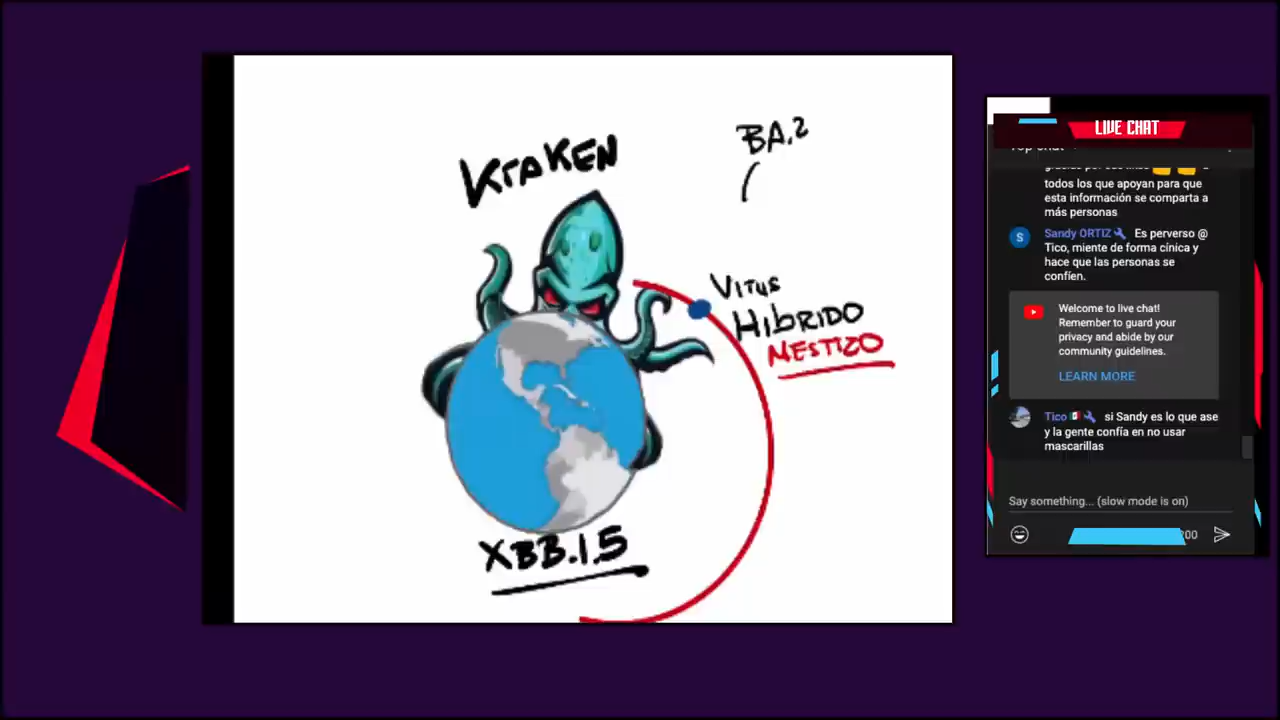 KraKEN
BA.2
VITUS
HIBRIDO
MESTIZO
XBB.1.5
LIVE CHAT
todos los que apoyan para que
esta información se comparta a
más personas
S
Sandy ORTIZ Es perverso @
Tico, miente de forma cínica y
hace que las personas se
confíen.
Welcome to live chat!
Remember to guard your
privacy and abide by our
community guidelines.
LEARN MORE
Tico si Sandy es lo que ase
y la gente confía en no usar
mascarillas
Say something... (slow mode is on)